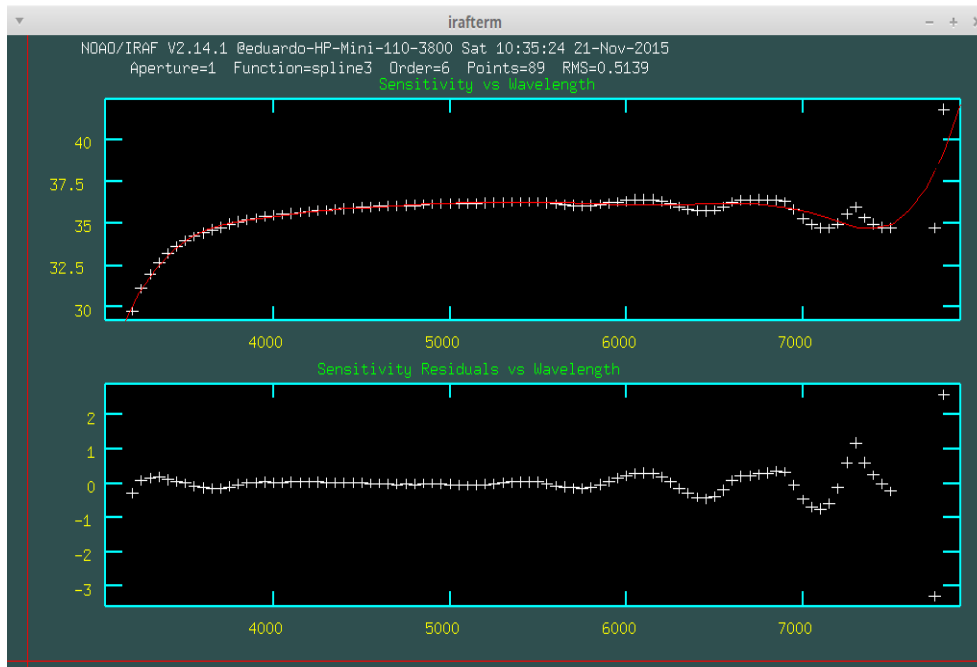 irafterm
NOAO/IRAF V2.14.1 @eduardo-HP-Mini-110-3800 Sat 10:35:24 21-Nov-2015
Aperture=1 Function=spline3 Order=6 Points=89 RMS=0.5139
Sensitivity vs Wavelength
40
37.5
35
32.5
30
4000 5000 6000 7000
Sensitivity Residuals vs Wavelength
2
1
0
-1
-2
-3
4000 5000 6000 7000